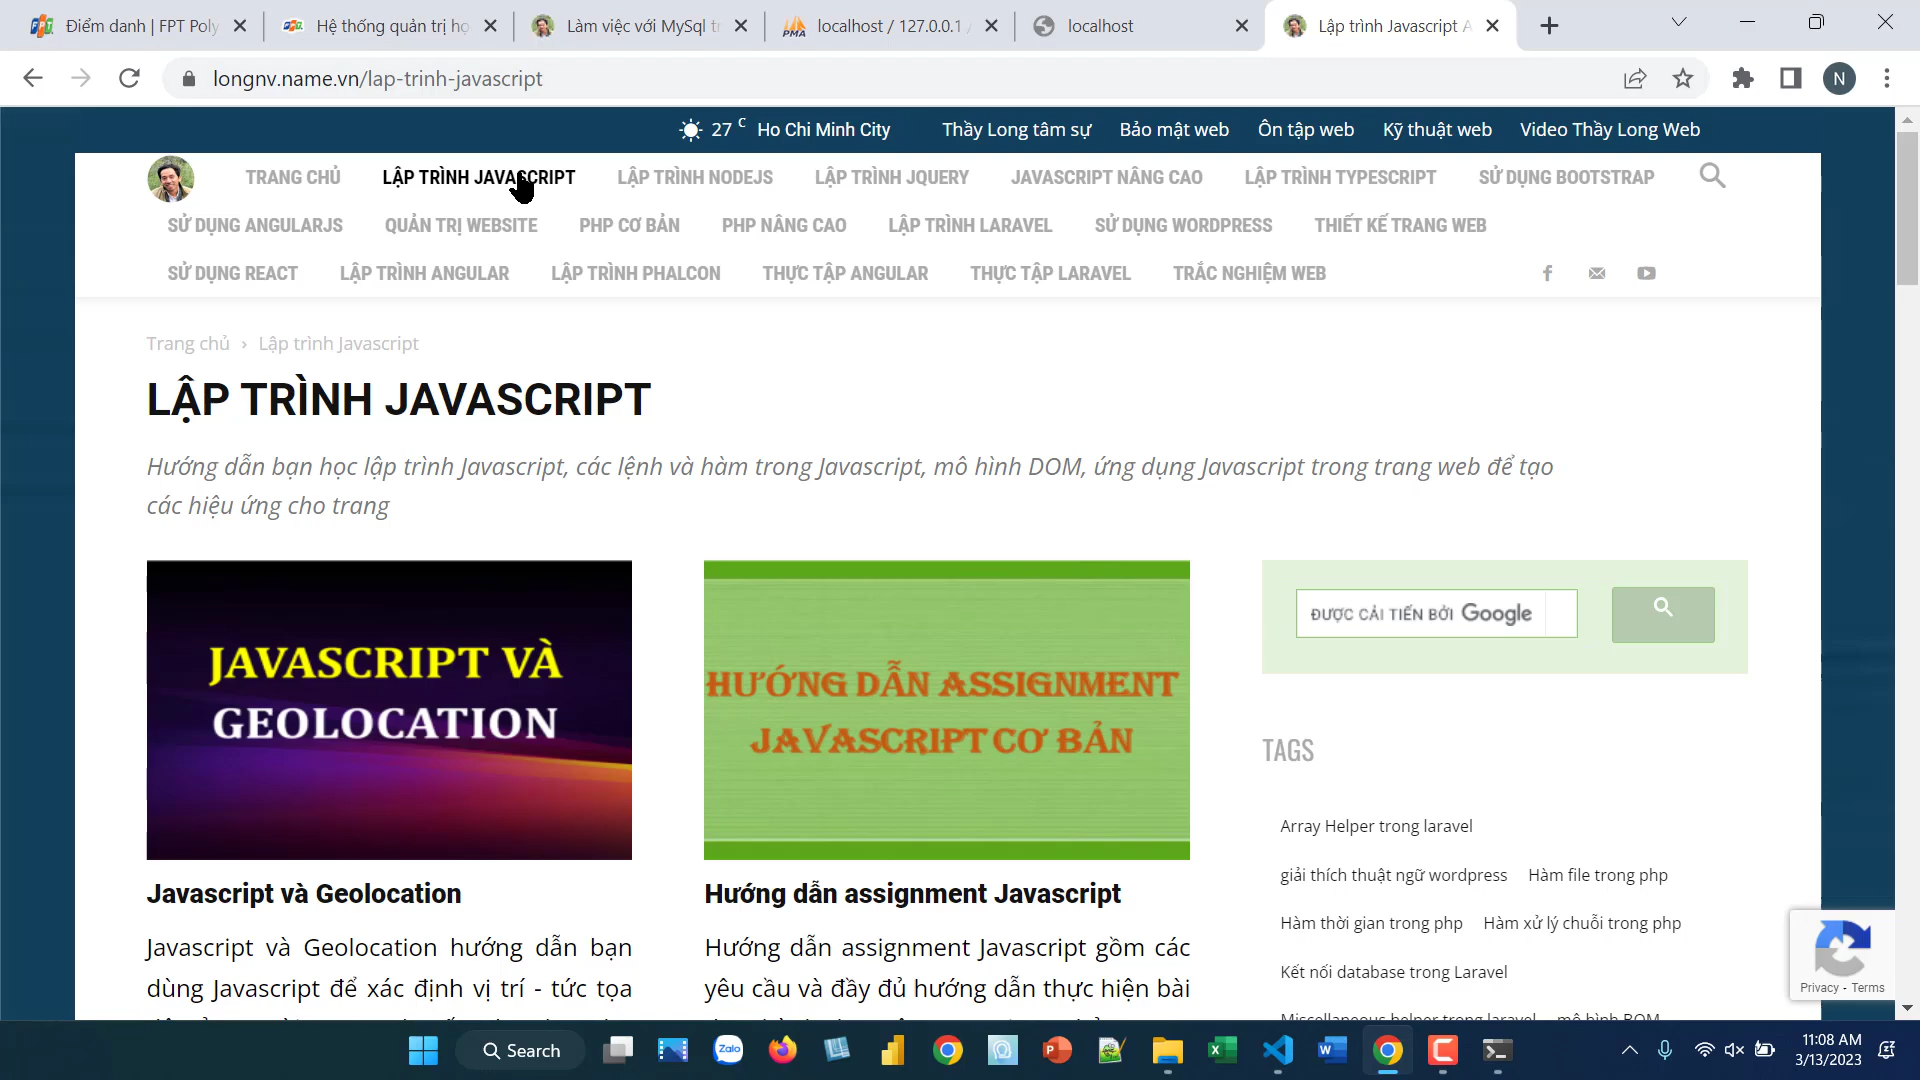 Điểm danh | FPT Poly
Hệ thống quản trị họ
Làm việc với MySql tr
localhost / 127.0.0.1 /
localhost
Lập trình Javascript A
longnv.name.vn/lap-trinh-javascript
N
27 C Ho Chi Minh City
Thầy Long tâm sự
Bảo mật web
Ôn tập web
Kỹ thuật web
Video Thầy Long Web
TRANG CHỦ
LẬP TRÌNH JAVASCRIPT
LẬP TRÌNH NODEJS
LẬP TRÌNH JQUERY
JAVASCRIPT NÂNG CAO
LẬP TRÌNH TYPESCRIPT
SỬ DỤNG BOOTSTRAP
SỬ DỤNG ANGULARJS
QUẢN TRỊ WEBSITE
PHP CƠ BẢN
PHP NÂNG CAO
LẬP TRÌNH LARAVEL
SỬ DỤNG WORDPRESS
THIẾT KẾ TRANG WEB
SỬ DỤNG REACT
LẬP TRÌNH ANGULAR
LẬP TRÌNH PHALCON
THỰC TẬP ANGULAR
THỰC TẬP LARAVEL
TRẮC NGHIỆM WEB
Trang chủ › Lập trình Javascript
LẬP TRÌNH JAVASCRIPT
Hướng dẫn bạn học lập trình Javascript, các lệnh và hàm trong Javascript, mô hình DOM, ứng dụng Javascript trong trang web để tạo
các hiệu ứng cho trang
JAVASCRIPT VÀ
GEOLOCATION
Javascript và Geolocation
Javascript và Geolocation hướng dẫn bạn
dùng Javascript để xác định vị trí - tức tọa
HƯỚNG DẪN ASSIGNMENT
JAVASCRIPT CƠ BẢN
Hướng dẫn assignment Javascript
Hướng dẫn assignment Javascript gồm các
yêu cầu và đầy đủ hướng dẫn thực hiện bài
ĐƯỢC CẢI TIẾN BỞI Google
TAGS
Array Helper trong laravel
giải thích thuật ngữ wordpress
Hàm file trong php
Hàm thời gian trong php
Hàm xử lý chuỗi trong php
Kết nối database trong Laravel
Miscellaneous helper trong laravel
mô hình BOM
Privacy - Terms
Search
Zalo
11:08 AM
3/13/2023